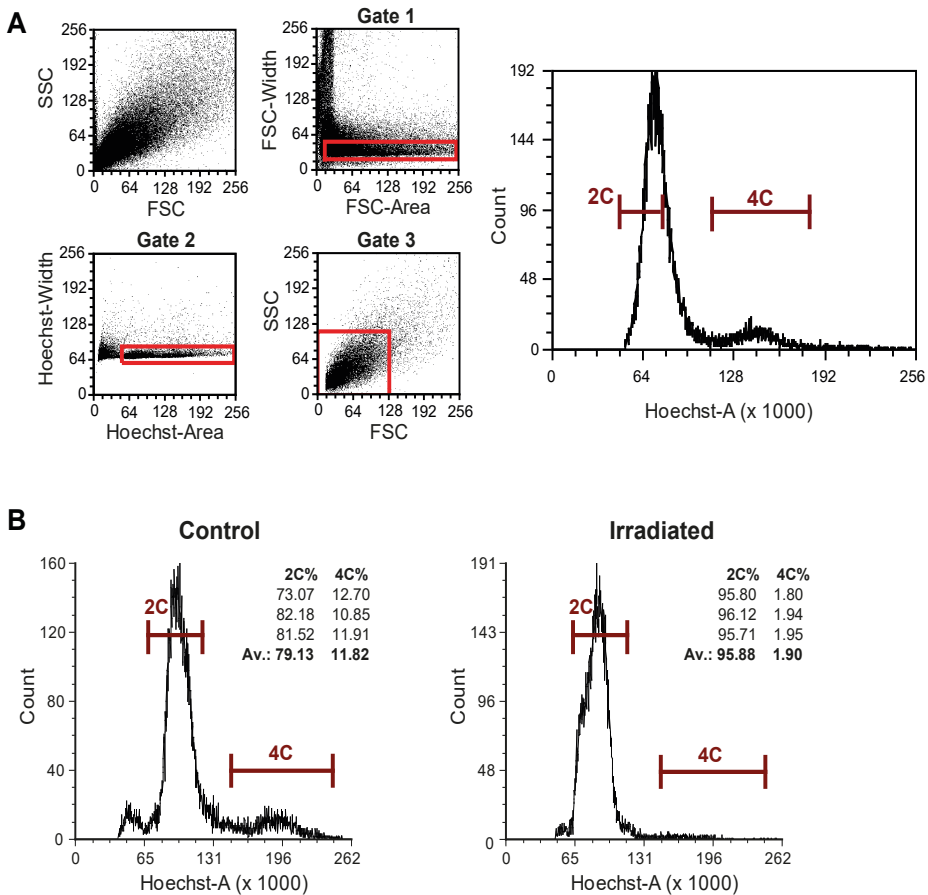 A
SSC
256
192
128
64
0
0 64 128 192 256
FSC
Gate 1
FSC-Width
256
192
128
64
0
0 64 128 192 256
FSC-Area
Gate 2
Hoechst-Width
256
192
128
64
0
0 64 128 192 256
Hoechst-Area
Gate 3
SSC
256
192
128
64
0
0 64 128 192 256
FSC
Count
192
144
96
48
0
2C
4C
0 64 128 192 256
Hoechst-A (x 1000)
B
Control
Count
160
120
80
40
0
2C
4C
2C% 4C%
73.07 12.70
82.18 10.85
81.52 11.91
Av.: 79.13 11.82
0 65 131 196 262
Hoechst-A (x 1000)
Irradiated
Count
191
143
96
48
0
2C
4C
2C% 4C%
95.80 1.80
96.12 1.94
95.71 1.95
Av.: 95.88 1.90
0 65 131 196 262
Hoechst-A (x 1000)